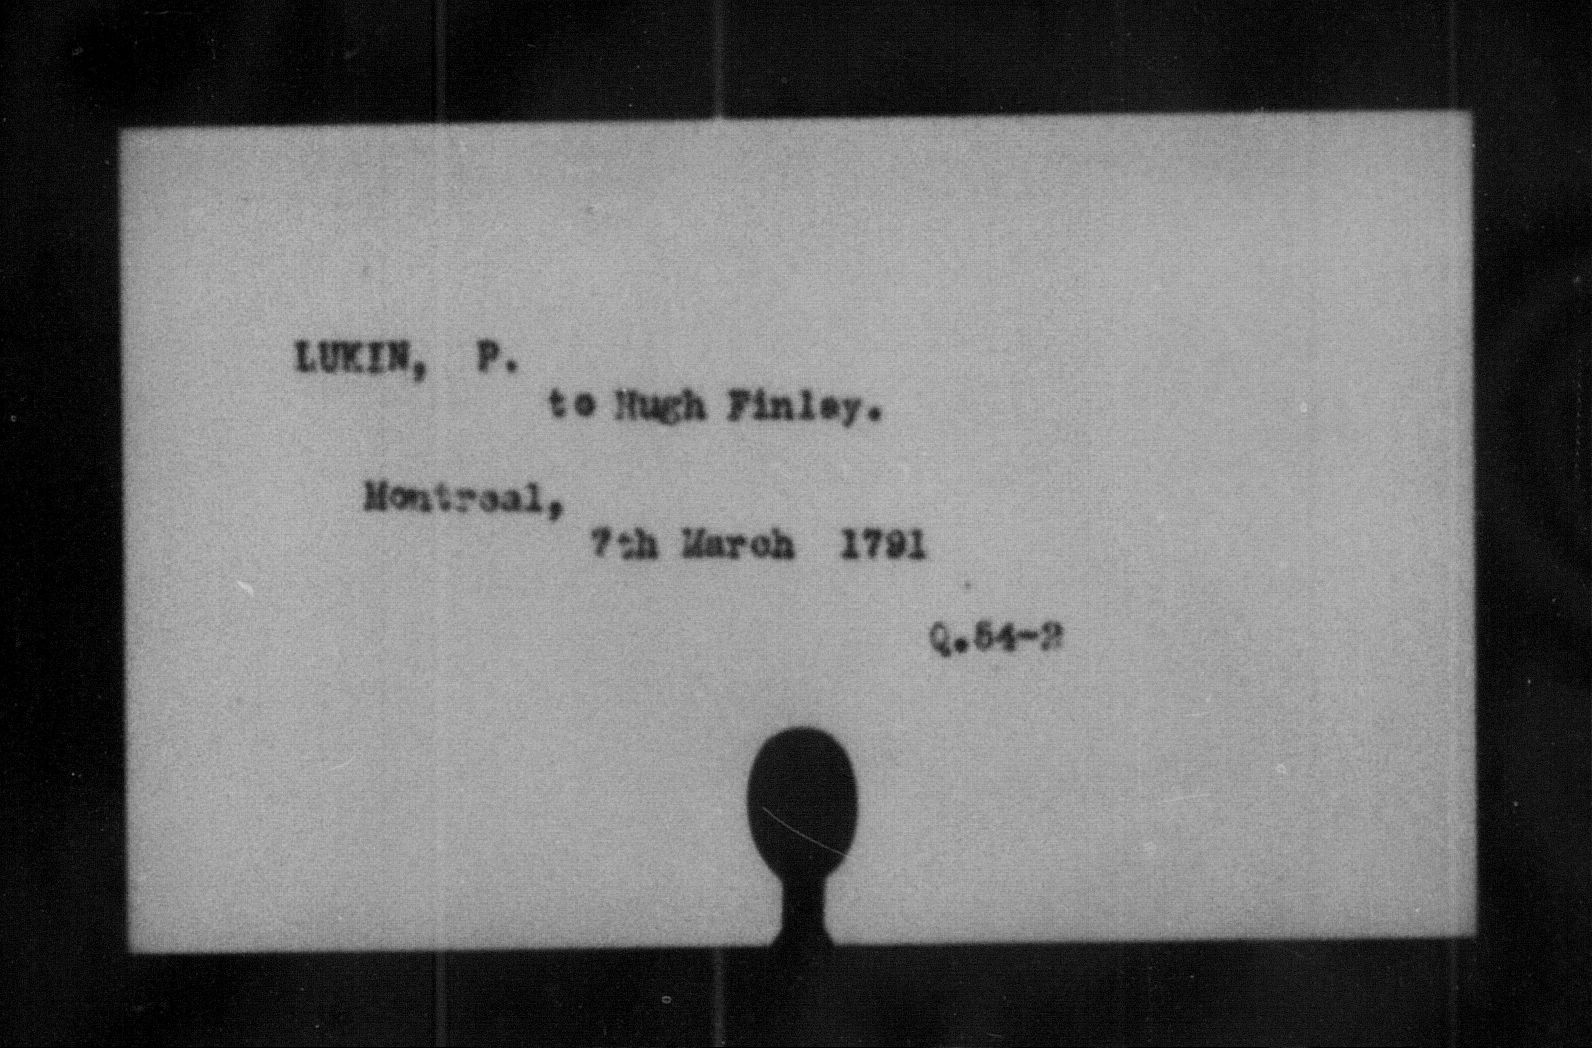 LUKIN, P.
to Hugh Finley.
Montreal,
7th March 1791
Q.54-2